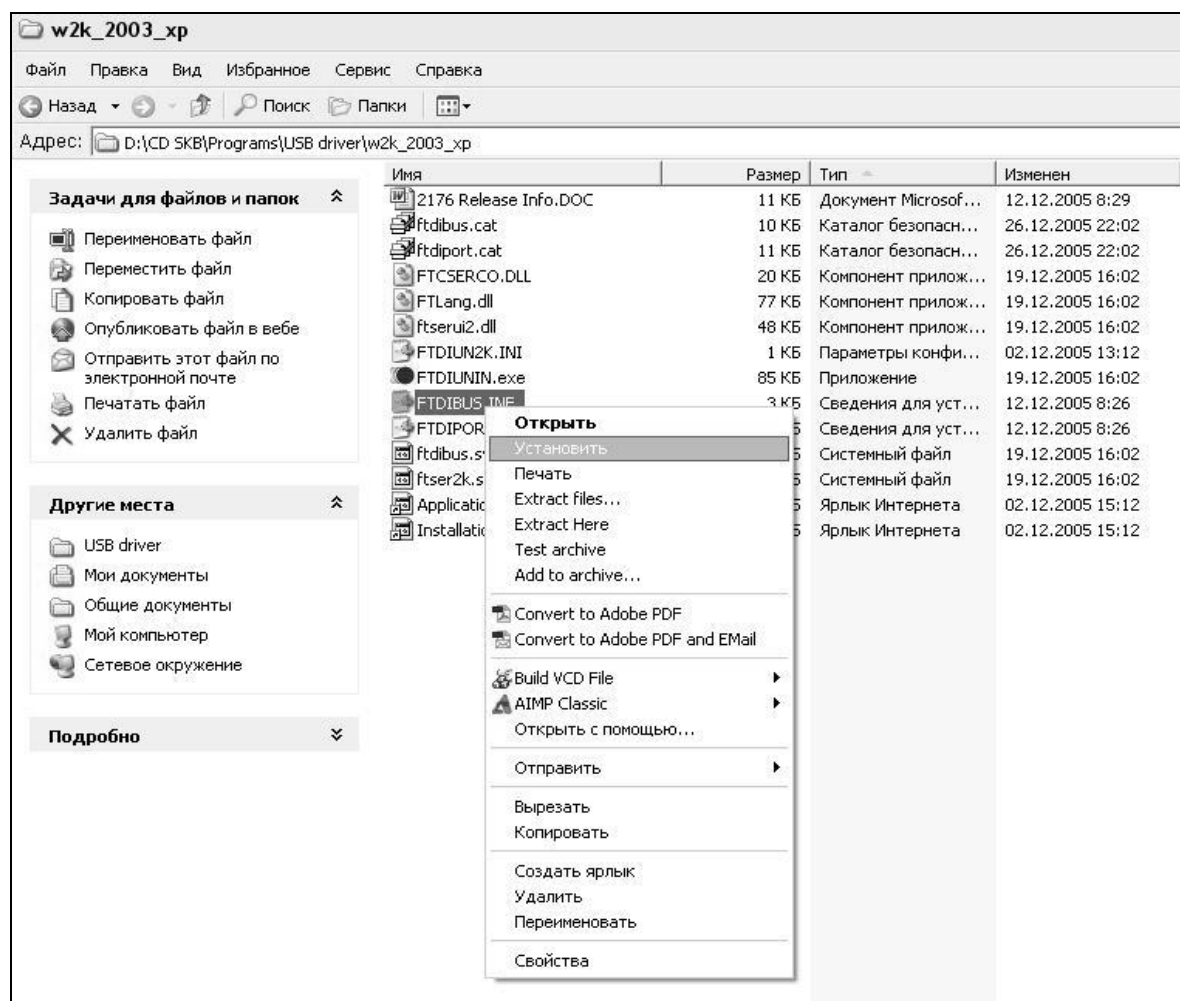 w2k_2003_xp
Файл Правка Вид Избранное Сервис Справка
Назад Поиск Папки
Адрес: D:\CD SKB\Programs\USB driver\w2k_2003_xp
Задачи для файлов и папок
Переименовать файл
Переместить файл
Копировать файл
Опубликовать файл в вебе
Отправить этот файл по
электронной почте
Печатать файл
Удалить файл
Другие места
USB driver
Мои документы
Общие документы
Мой компьютер
Сетевое окружение
Подробно
Имя Размер Тип Изменен
2176 Release Info.DOC 11 КБ Документ Microsof... 12.12.2005 8:29
ftdibus.cat 10 КБ Каталог безопасн... 26.12.2005 22:02
ftdiport.cat 11 КБ Каталог безопасн... 26.12.2005 22:02
FTCSERCO.DLL 20 КБ Компонент прилож... 19.12.2005 16:02
FTLang.dll 77 КБ Компонент прилож... 19.12.2005 16:02
ftserui2.dll 48 КБ Компонент прилож... 19.12.2005 16:02
FTDIUN2K.INI 1 КБ Параметры конфи... 02.12.2005 13:12
FTDIUNIN.exe 85 КБ Приложение 19.12.2005 16:02
FTDIBUS.INF 3 КБ Сведения для уст... 12.12.2005 8:26
FTDIPOR Сведения для уст... 12.12.2005 8:26
ftdibus.s Системный файл 19.12.2005 16:02
ftser2k.s Системный файл 19.12.2005 16:02
Applicatio Ярлык Интернета 02.12.2005 15:12
Installatio Ярлык Интернета 02.12.2005 15:12
Открыть
Установить
Печать
Extract files...
Extract Here
Test archive
Add to archive...
Convert to Adobe PDF
Convert to Adobe PDF and EMail
Build VCD File
AIMP Classic
Открыть с помощью...
Отправить
Вырезать
Копировать
Создать ярлык
Удалить
Переименовать
Свойства